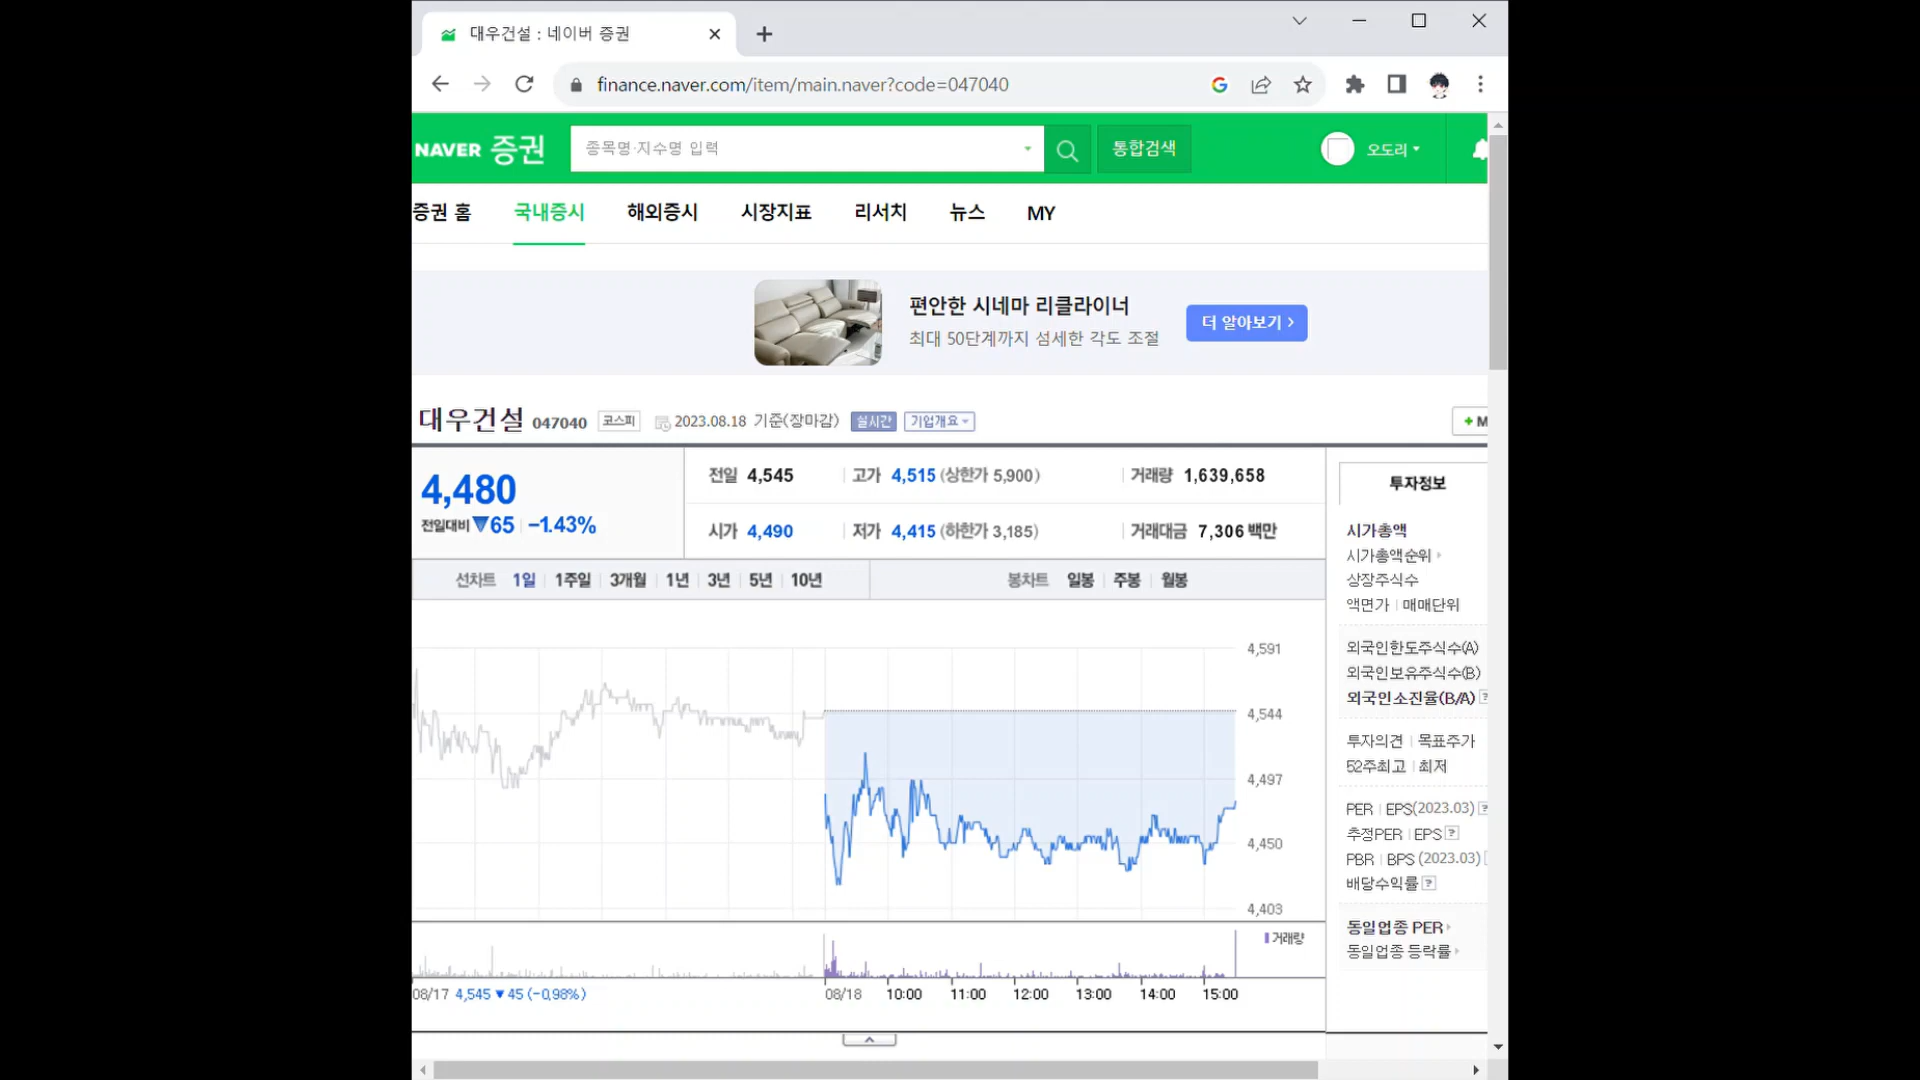 대우건설 : 네이버 증권
finance.naver.com/item/main.naver?code=047040
NAVER 증권
종목명·지수명 입력
통합검색
오도리
증권 홈 국내증시 해외증시 시장지표 리서치 뉴스 MY
편안한 시네마 리클라이너
최대 50단계까지 섬세한 각도 조절
더 알아보기 >
대우건설 047040 코스피 2023.08.18 기준(장마감) 실시간 기업개요
+ M
4,480
전일대비 ▼65 -1.43%
전일 4,545 고가 4,515 (상한가 5,900) 거래량 1,639,658
시가 4,490 저가 4,415 (하한가 3,185) 거래대금 7,306 백만
선차트 1일 1주일 3개월 1년 3년 5년 10년
봉차트 일봉 주봉 월봉
4,591
4,544
4,497
4,450
4,403
거래량
08/17 4,545 ▼ 45 (-0.98%)
08/18 10:00 11:00 12:00 13:00 14:00 15:00
투자정보
시가총액
시가총액순위
상장주식수
액면가 | 매매단위
외국인한도주식수(A)
외국인보유주식수(B)
외국인소진율(B/A) ?
투자의견 | 목표주가
52주최고 | 최저
PER | EPS(2023.03) ?
추정PER | EPS ?
PBR | BPS (2023.03)
배당수익률 ?
동일업종 PER
동일업종 등락률